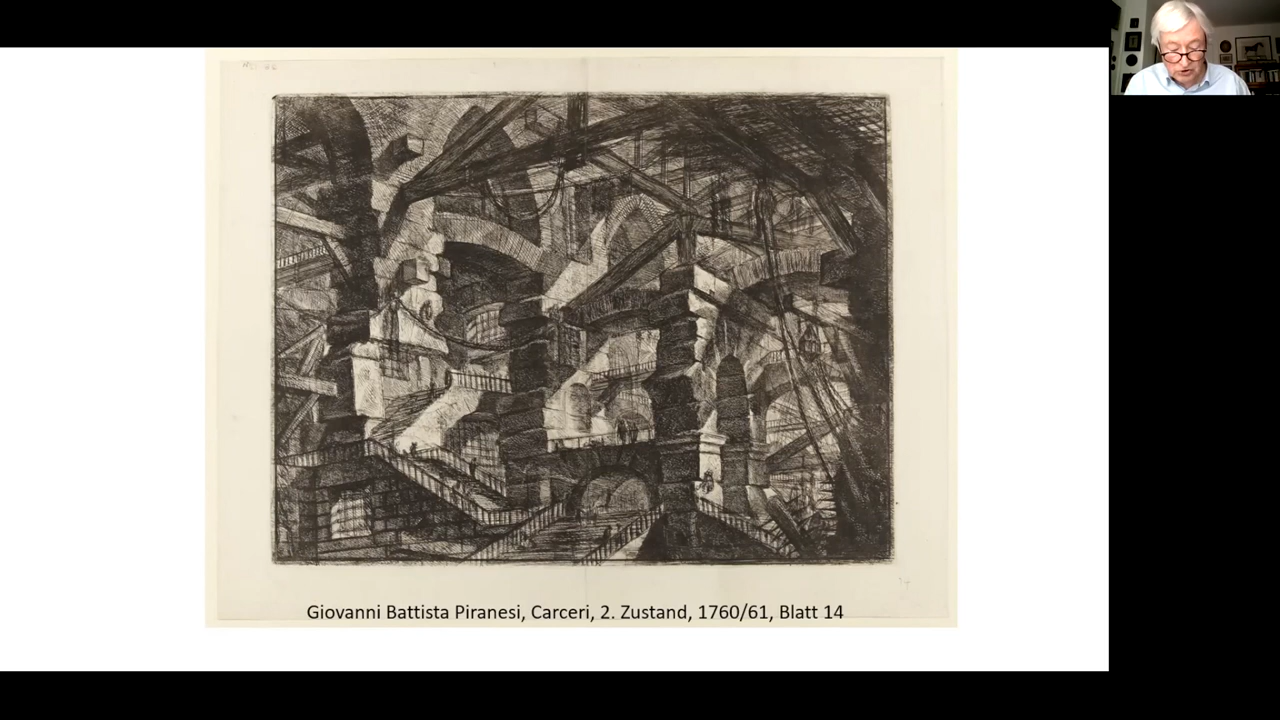 Giovanni Battista Piranesi, Carceri, 2. Zustand, 1760/61, Blatt 14